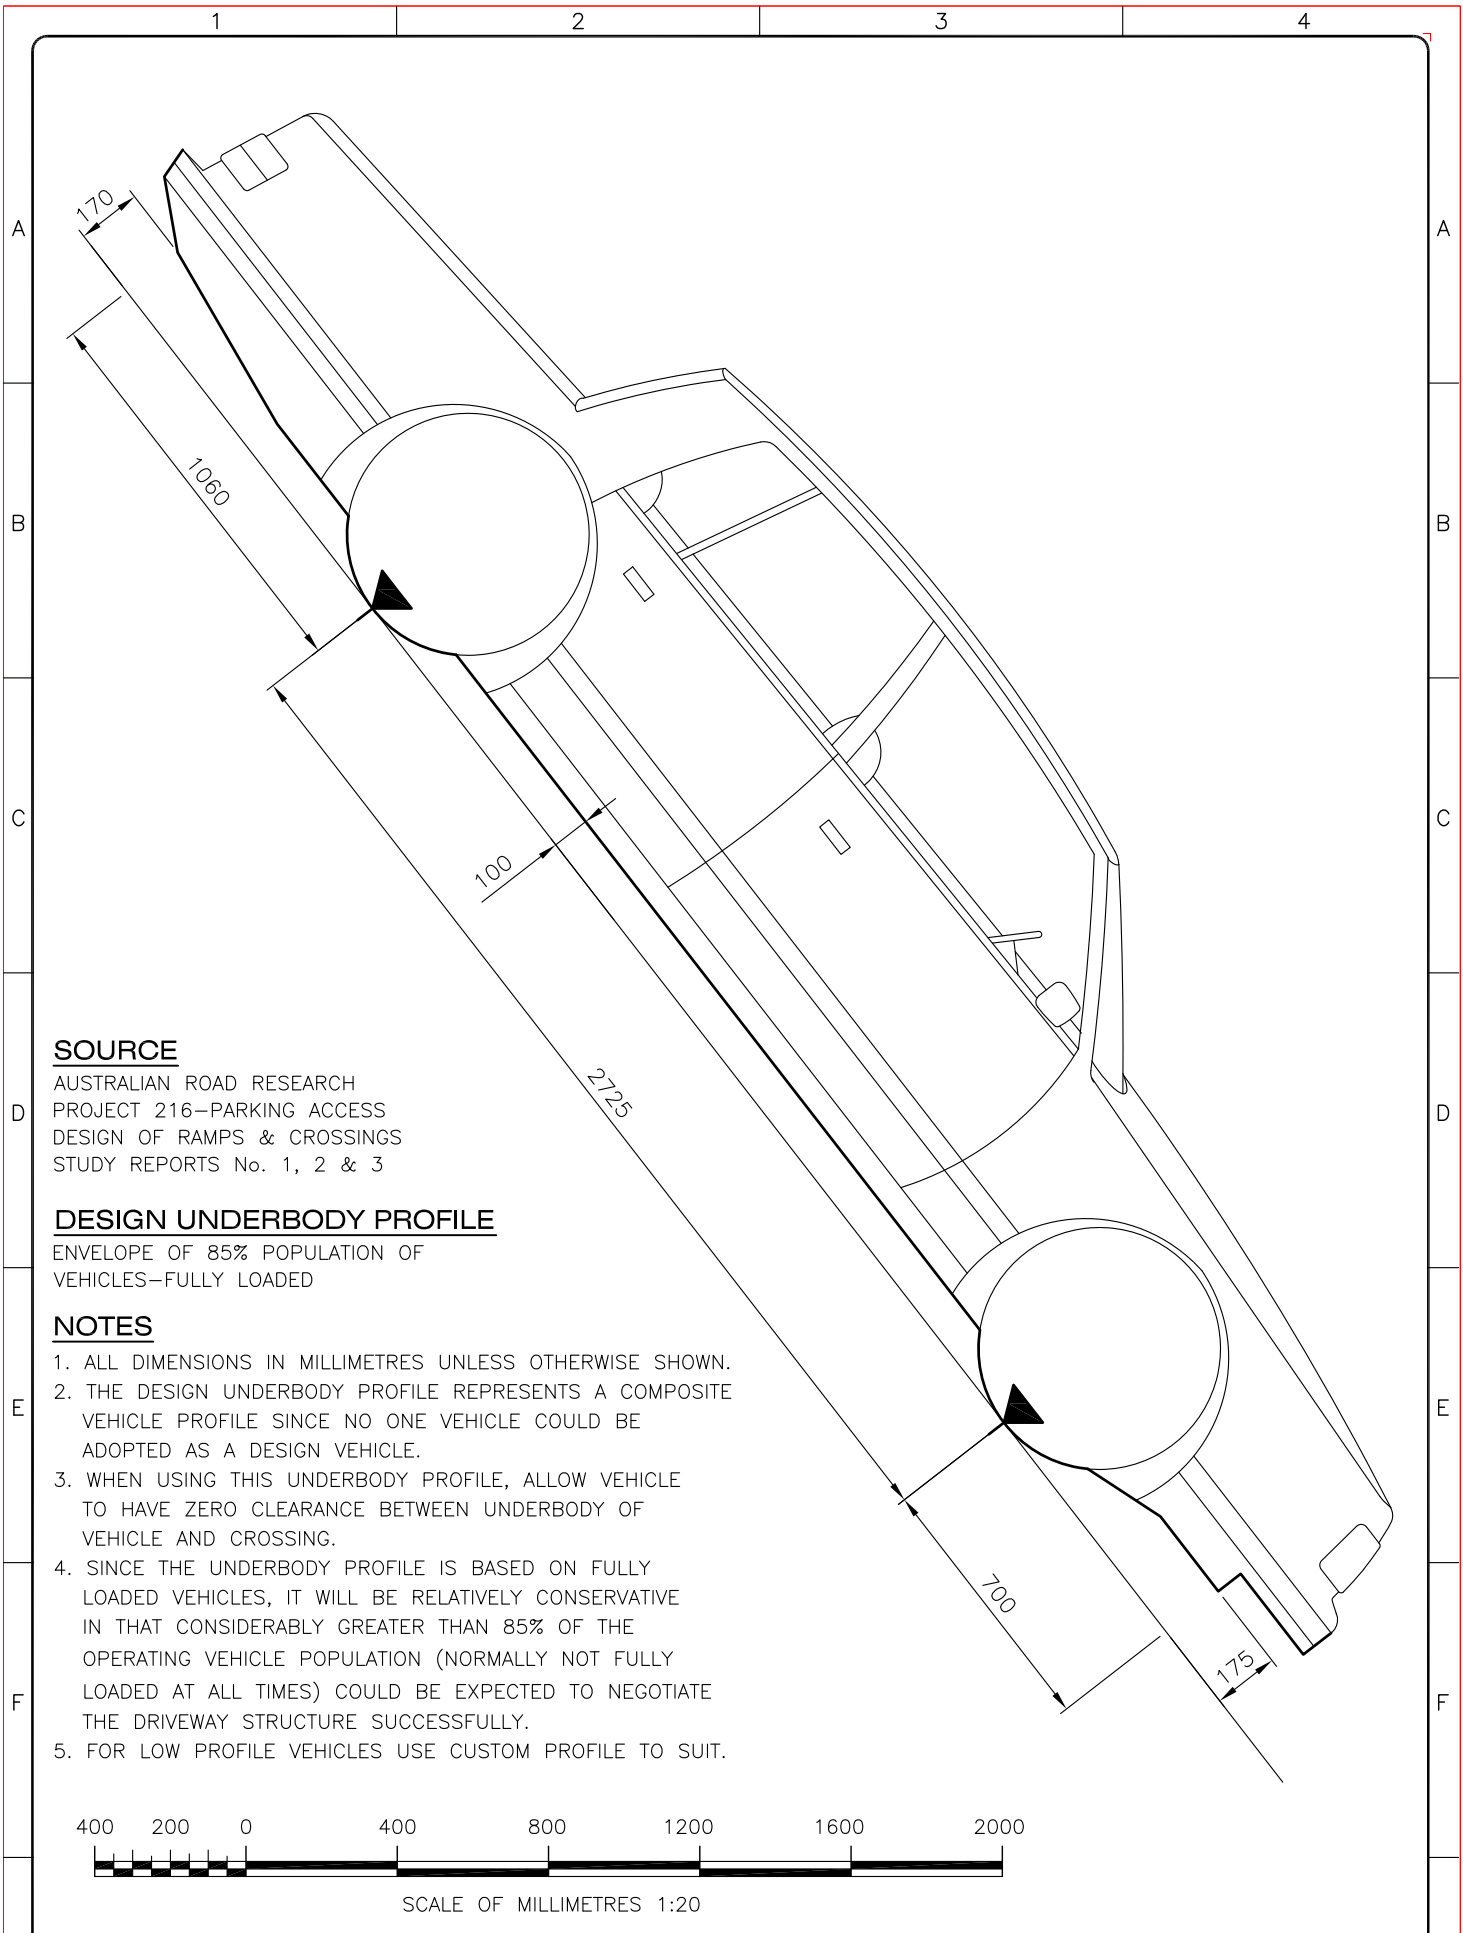 1 2 3 4
A A
170
1060
B B
C C
100
2725
SOURCE
AUSTRALIAN ROAD RESEARCH
PROJECT 216-PARKING ACCESS
DESIGN OF RAMPS & CROSSINGS
STUDY REPORTS No. 1, 2 & 3
D D
DESIGN UNDERBODY PROFILE
ENVELOPE OF 85% POPULATION OF
VEHICLES-FULLY LOADED
NOTES
1. ALL DIMENSIONS IN MILLIMETRES UNLESS OTHERWISE SHOWN.
2. THE DESIGN UNDERBODY PROFILE REPRESENTS A COMPOSITE
VEHICLE PROFILE SINCE NO ONE VEHICLE COULD BE
ADOPTED AS A DESIGN VEHICLE.
3. WHEN USING THIS UNDERBODY PROFILE, ALLOW VEHICLE
TO HAVE ZERO CLEARANCE BETWEEN UNDERBODY OF
VEHICLE AND CROSSING.
4. SINCE THE UNDERBODY PROFILE IS BASED ON FULLY
LOADED VEHICLES, IT WILL BE RELATIVELY CONSERVATIVE
IN THAT CONSIDERABLY GREATER THAN 85% OF THE
OPERATING VEHICLE POPULATION (NORMALLY NOT FULLY
LOADED AT ALL TIMES) COULD BE EXPECTED TO NEGOTIATE
THE DRIVEWAY STRUCTURE SUCCESSFULLY.
5. FOR LOW PROFILE VEHICLES USE CUSTOM PROFILE TO SUIT.
E E
700
175
F F
400 200 0 400 800 1200 1600 2000
SCALE OF MILLIMETRES 1:20